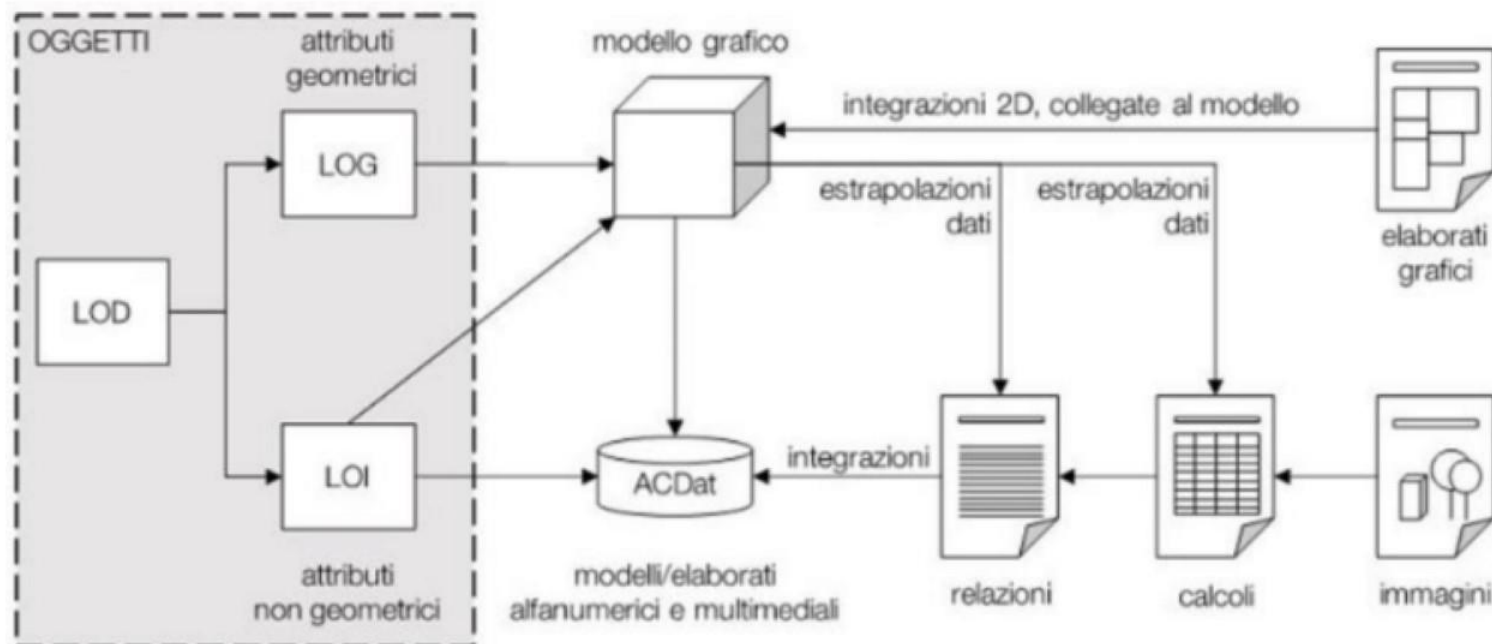 OGGETTI
attributi
geometrici
modello grafico
integrazioni 2D, collegate al modello
LOG
estrapolazioni
dati
estrapolazioni
dati
elaborati
grafici
LOD
LOI
ACDat
integrazioni
attributi
non geometrici
modelli/elaborati
alfanumerici e multimediali
relazioni
calcoli
immagini